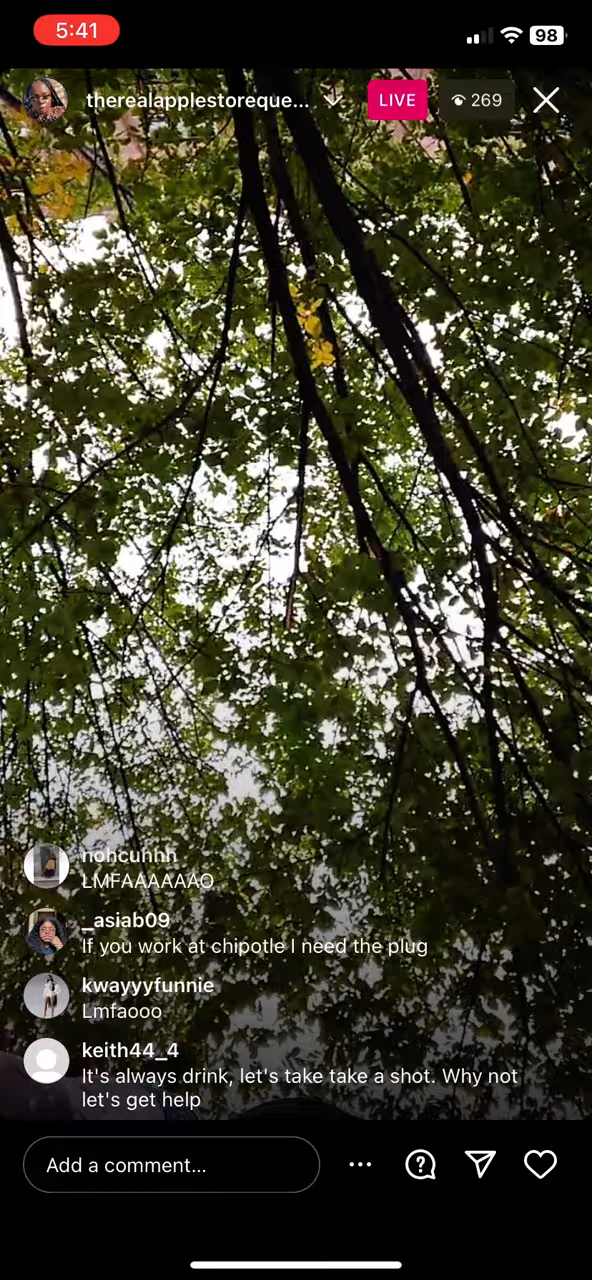 5:41
98
therealapplestoreque...
LIVE
269
nohcuhhh
LMFAAAAAAO
_asiab09
If you work at chipotle I need the plug
kwayyyfunnie
Lmfaooo
keith44_4
It's always drink, let's take take a shot. Why not
let's get help
Add a comment...